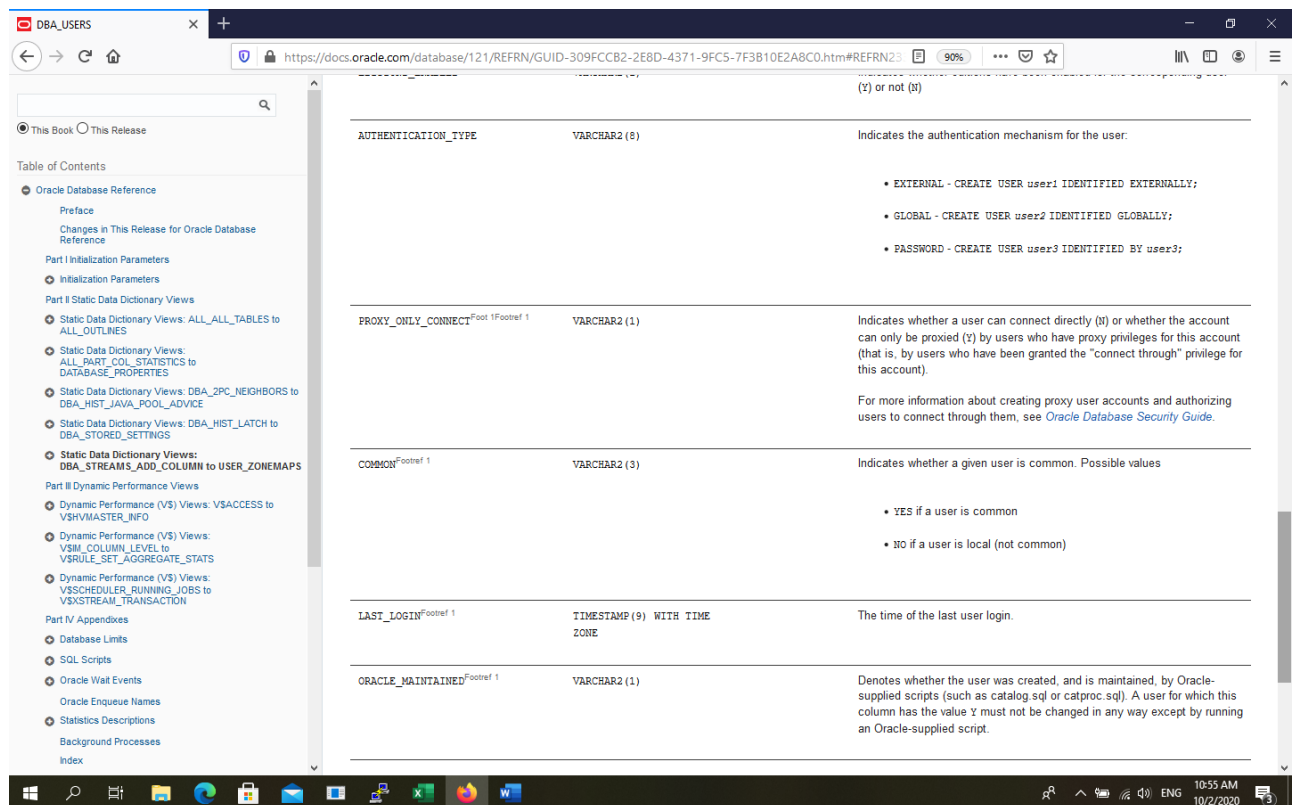 DBA_USERS
https://docs.oracle.com/database/121/REFRN/GUID-309FCCB2-2E8D-4371-9FC5-7F3B10E2A8C0.htm#REFRN23
90%
This Book This Release
Table of Contents
Oracle Database Reference
Preface
Changes in This Release for Oracle Database
Reference
Part I Initialization Parameters
Initialization Parameters
Part II Static Data Dictionary Views
Static Data Dictionary Views: ALL_ALL_TABLES to
ALL_OUTLINES
Static Data Dictionary Views:
ALL_PART_COL_STATISTICS to
DATABASE_PROPERTIES
Static Data Dictionary Views: DBA_2PC_NEIGHBORS to
DBA_HIST_JAVA_POOL_ADVICE
Static Data Dictionary Views: DBA_HIST_LATCH to
DBA_STORED_SETTINGS
Static Data Dictionary Views:
DBA_STREAMS_ADD_COLUMN to USER_ZONEMAPS
Part III Dynamic Performance Views
Dynamic Performance (V$) Views: V$ACCESS to
V$HVMASTER_INFO
Dynamic Performance (V$) Views:
V$IM_COLUMN_LEVEL to
V$RULE_SET_AGGREGATE_STATS
Dynamic Performance (V$) Views:
V$SCHEDULER_RUNNING_JOBS to
V$XSTREAM_TRANSACTION
Part IV Appendixes
Database Limits
SQL Scripts
Oracle Wait Events
Oracle Enqueue Names
Statistics Descriptions
Background Processes
Index
(Y) or not (N)
AUTHENTICATION_TYPE VARCHAR2(8) Indicates the authentication mechanism for the user:
• EXTERNAL - CREATE USER user1 IDENTIFIED EXTERNALLY;
• GLOBAL - CREATE USER user2 IDENTIFIED GLOBALLY;
• PASSWORD - CREATE USER user3 IDENTIFIED BY user3;
PROXY_ONLY_CONNECT Foot 1Footref 1 VARCHAR2(1) Indicates whether a user can connect directly (N) or whether the account
can only be proxied (Y) by users who have proxy privileges for this account
(that is, by users who have been granted the "connect through" privilege for
this account).
For more information about creating proxy user accounts and authorizing
users to connect through them, see Oracle Database Security Guide.
COMMON Footref 1 VARCHAR2(3) Indicates whether a given user is common. Possible values
• YES if a user is common
• NO if a user is local (not common)
LAST_LOGIN Footref 1 TIMESTAMP(9) WITH TIME The time of the last user login.
ZONE
ORACLE_MAINTAINED Footref 1 VARCHAR2(1) Denotes whether the user was created, and is maintained, by Oracle-
supplied scripts (such as catalog.sql or catproc.sql). A user for which this
column has the value Y must not be changed in any way except by running
an Oracle-supplied script.
ENG
10:55 AM
10/2/2020
3